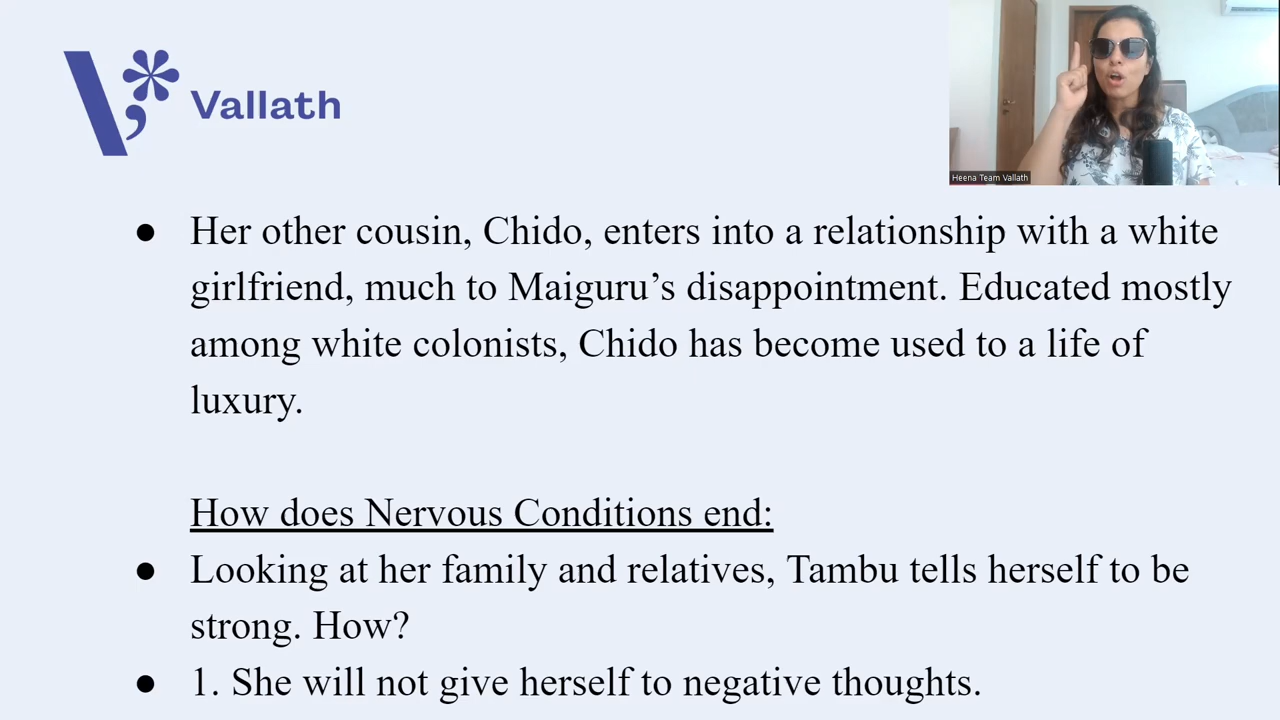 Vallath
Heena Team Vallath
● Her other cousin, Chido, enters into a relationship with a white
girlfriend, much to Maiguru’s disappointment. Educated mostly
among white colonists, Chido has become used to a life of
luxury.
How does Nervous Conditions end:
● Looking at her family and relatives, Tambu tells herself to be
strong. How?
● 1. She will not give herself to negative thoughts.